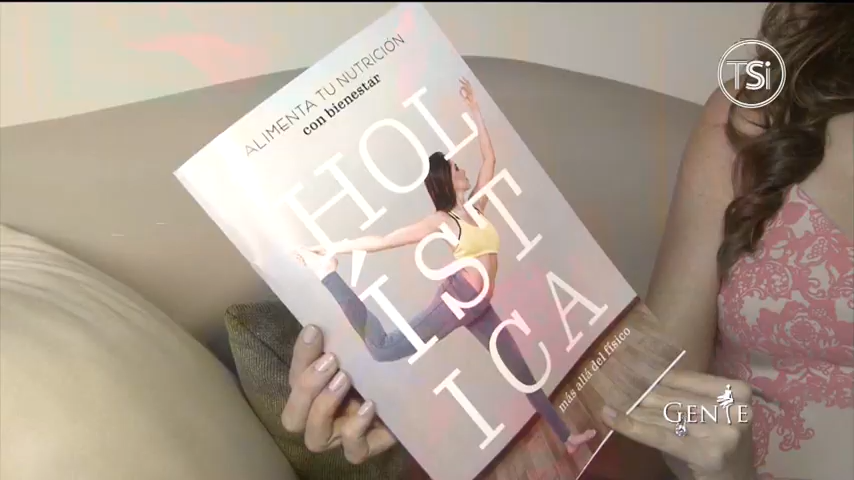 TSi
ALIMENTA TU NUTRICIÓN
con bienestar
HOL
ÍST
ICA
más allá del físico
GENTE